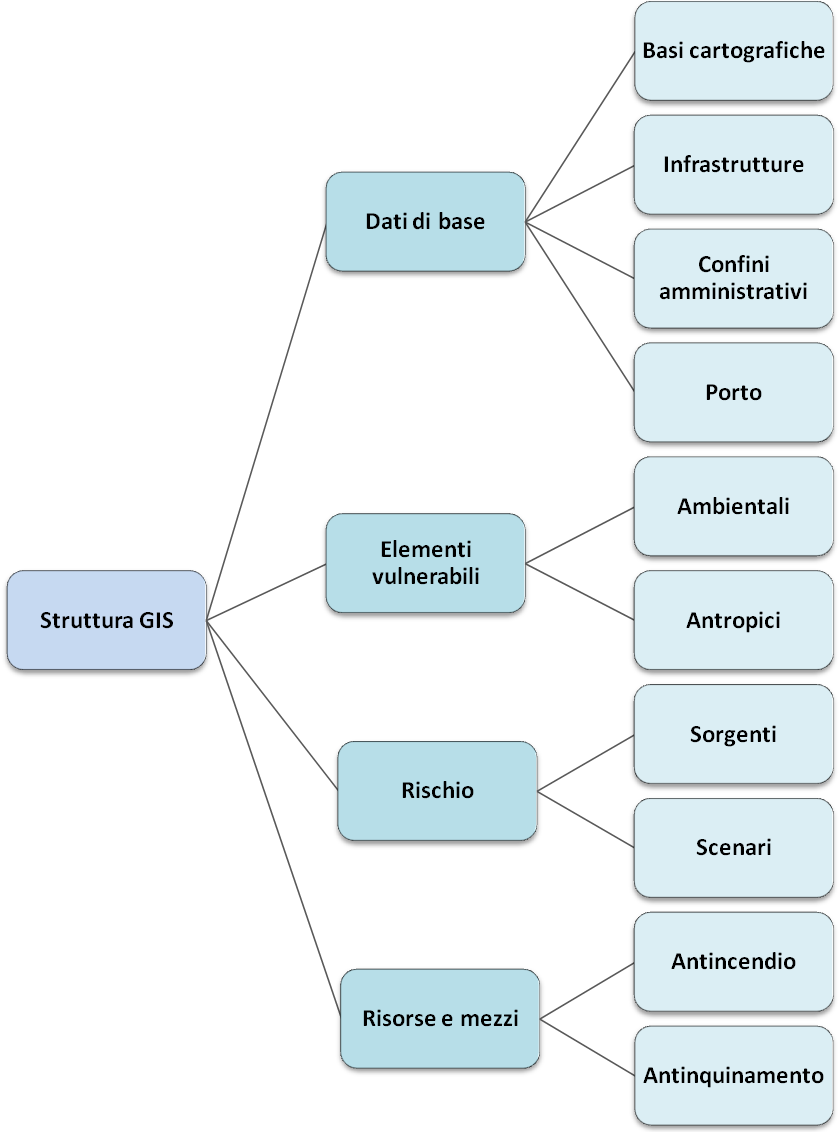 Struttura GIS
Dati di base
Basi cartografiche
Infrastrutture
Confini
amministrativi
Porto
Elementi
vulnerabili
Ambientali
Antropici
Rischio
Sorgenti
Scenari
Risorse e mezzi
Antincendio
Antinquinamento